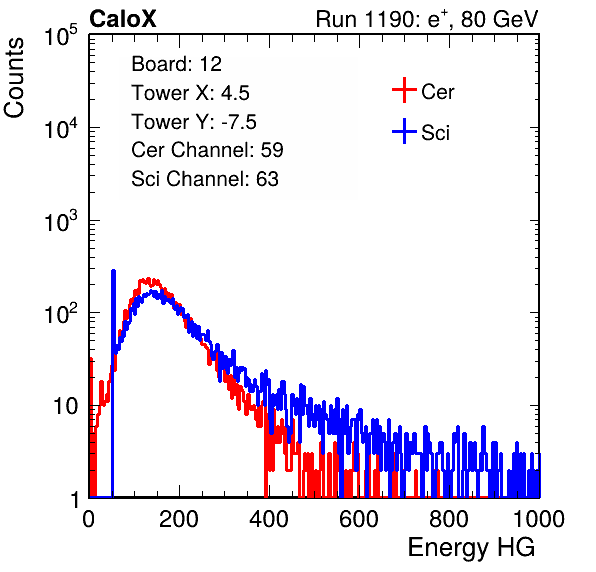 CaloX Run 1190: e⁺, 80 GeV
Counts
Board: 12
Tower X: 4.5
Tower Y: -7.5
Cer Channel: 59
Sci Channel: 63
Cer
Sci
10⁵
10⁴
10³
10²
10
1
0 200 400 600 800 1000
Energy HG